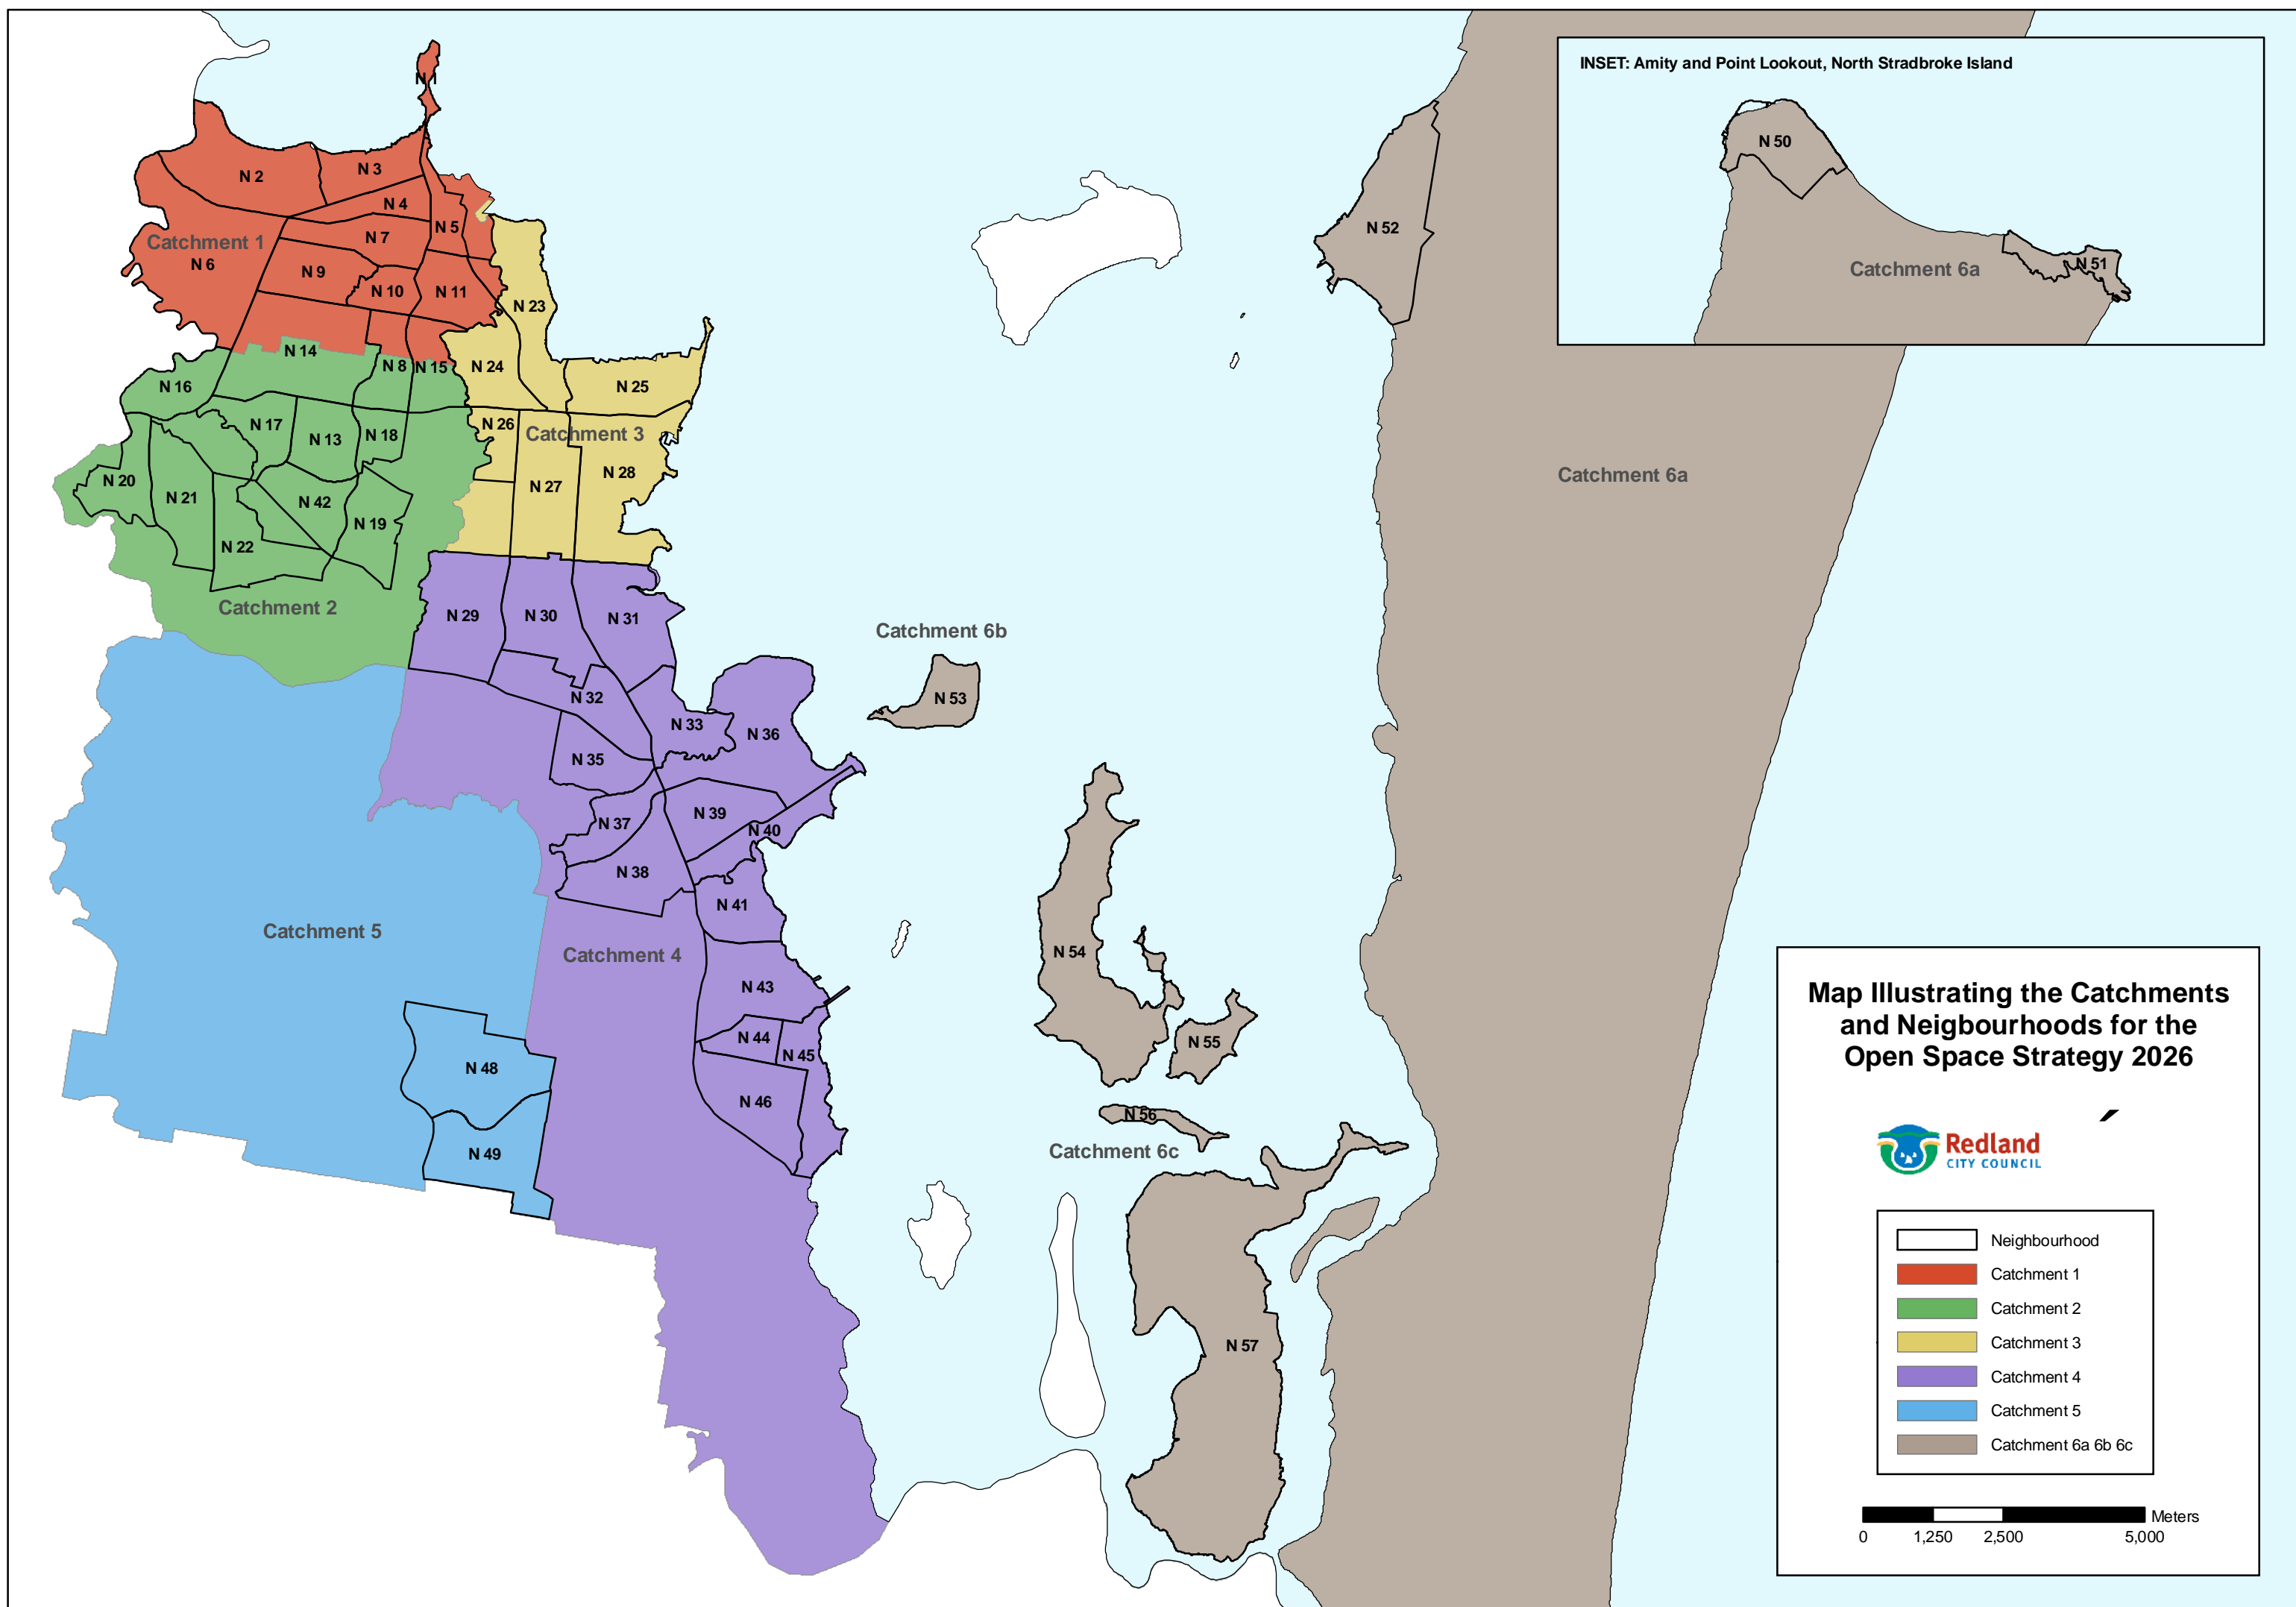 INSET: Amity and Point Lookout, North Stradbroke Island
N 50
N 51
Catchment 6a
N 1
N 2
N 3
N 4
N 5
Catchment 1
N 6
N 7
N 9
N 10
N 11
N 52
N 23
N 14
N 8
N 15
N 24
N 25
N 16
N 17
N 13
N 18
N 26
Catchment 3
N 20
N 21
N 42
N 19
N 27
N 28
Catchment 6a
N 22
Catchment 2
N 29
N 30
N 31
Catchment 6b
N 32
N 53
N 33
N 36
N 35
N 37
N 39
N 40
N 38
N 41
Catchment 5
Catchment 4
N 54
N 43
N 44
N 45
N 55
N 48
N 46
N 56
N 49
Catchment 6c
N 57
Map Illustrating the Catchments
and Neigbourhoods for the
Open Space Strategy 2026
Redland
CITY COUNCIL
Neighbourhood
Catchment 1
Catchment 2
Catchment 3
Catchment 4
Catchment 5
Catchment 6a 6b 6c
Meters
0 1,250 2,500 5,000